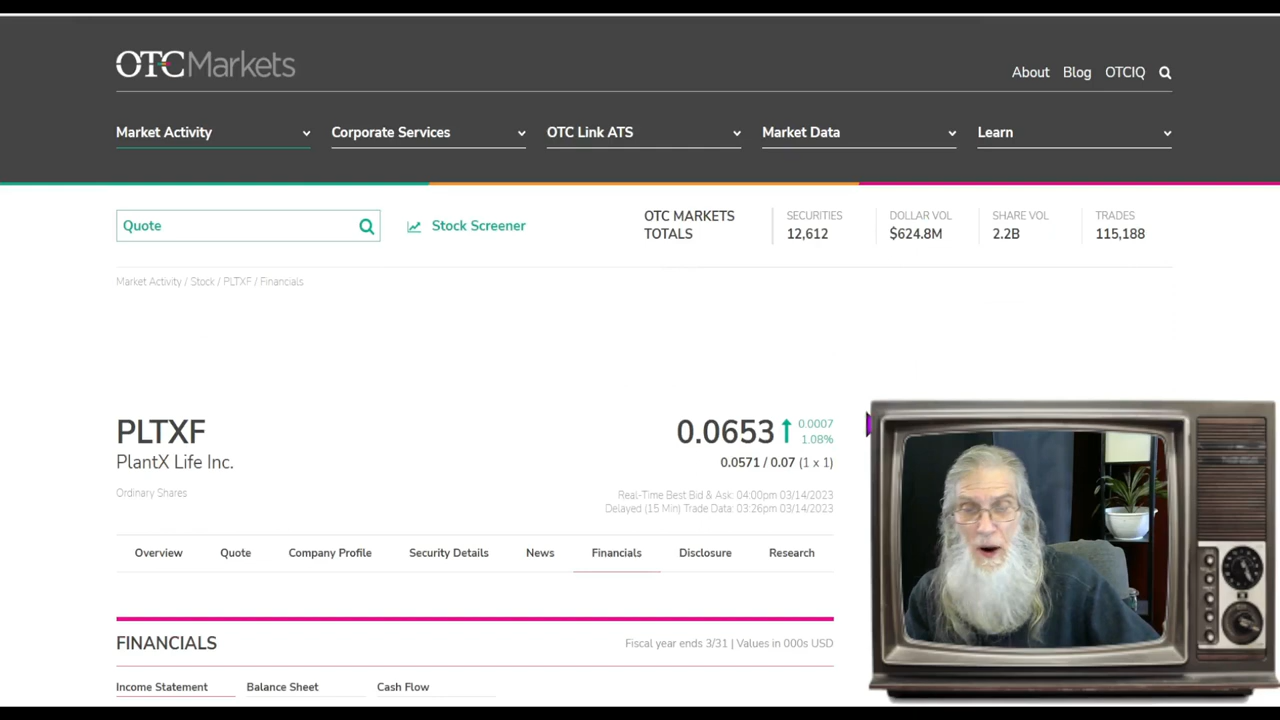 OTCMarkets
About Blog OTCIQ
Market Activity Corporate Services OTC Link ATS Market Data Learn
Quote
Stock Screener
OTC MARKETS
TOTALS
SECURITIES
12,612
DOLLAR VOL
$624.8M
SHARE VOL
2.2B
TRADES
115,188
Market Activity / Stock / PLTXF / Financials
PLTXF
PlantX Life Inc.
Ordinary Shares
0.0653
0.0007
1.08%
0.0571 / 0.07 (1 x 1)
Real-Time Best Bid & Ask: 04:00pm 03/14/2023
Delayed (15 Min) Trade Data: 03:26pm 03/14/2023
Overview Quote Company Profile Security Details News Financials Disclosure Research
FINANCIALS
Fiscal year ends 3/31 | Values in 000s USD
Income Statement Balance Sheet Cash Flow